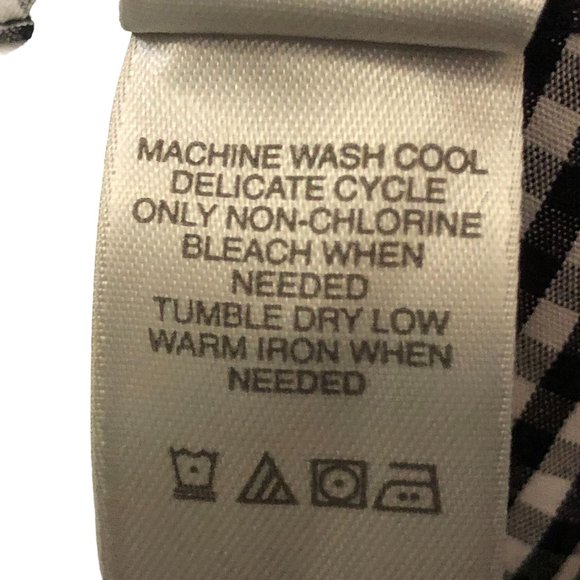 MACHINE WASH COOL
DELICATE CYCLE
ONLY NON-CHLORINE
BLEACH WHEN
NEEDED
TUMBLE DRY LOW
WARM IRON WHEN
NEEDED